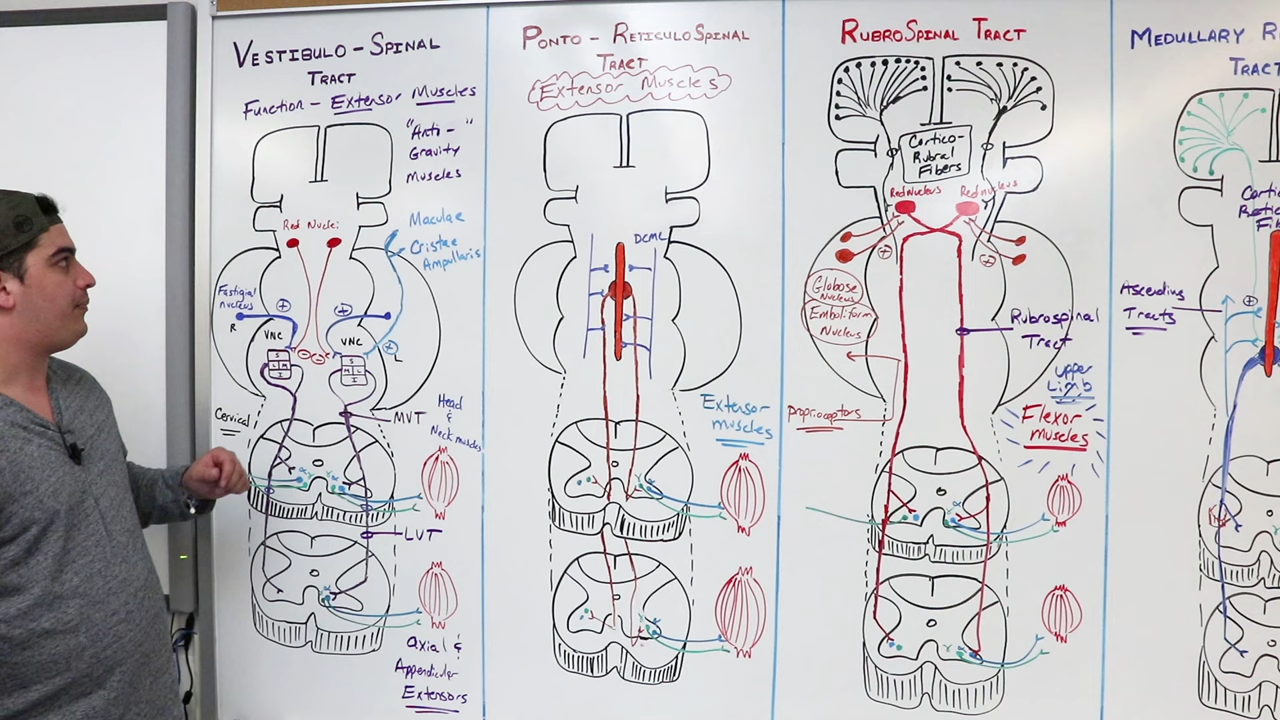 VESTIBULO - SPINAL
TRACT
FUNCTION - EXTENSOR MUSCLES
"Anti-"
Gravity
Muscles
Maculae
Cristae
Ampullaris
Red Nuclei
Fastigial
nucleus
R
L
VNC
VNC
S
L M
I
S
M L
I
Cervical
MVT
Head
&
Neck muscles
LVT
axial &
Appendicular
Extensors
PONTO - RETICULOSPINAL
TRACT
Extensor Muscles
DCML
Extensor
muscles
RUBROSPINAL TRACT
Cortico-
Rubral
Fibers
Red Nucleus
Red nucleus
Globose
Nucleus
Emboliform
Nucleus
Rubrospinal
Tract
upper
Limb
Flexor
muscles
proprioceptors
MEDULLARY R
TRACT
Ascending
Tracts